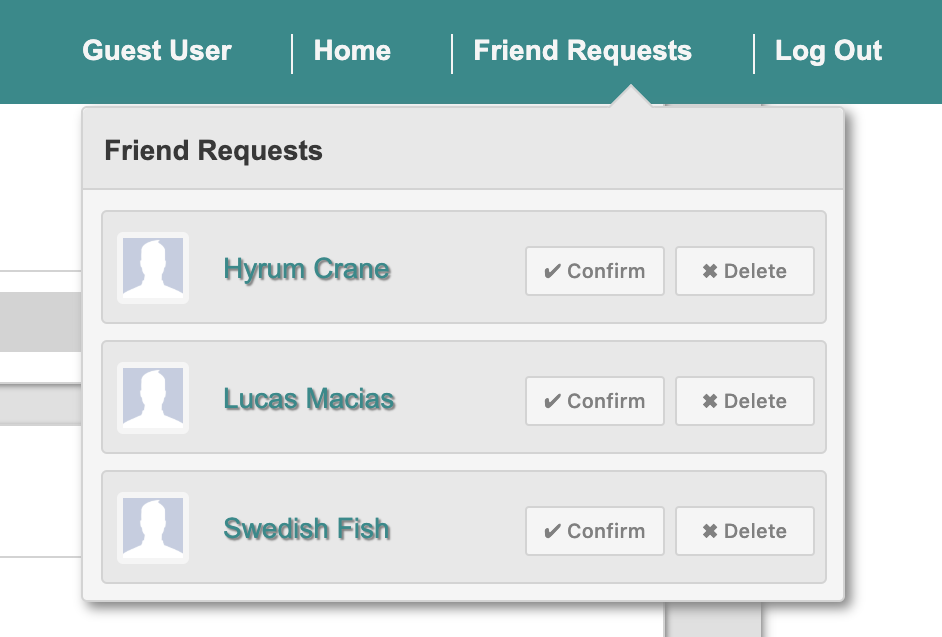 Guest User Home Friend Requests Log Out
Friend Requests
Hyrum Crane ✔ Confirm ✖ Delete
Lucas Macias ✔ Confirm ✖ Delete
Swedish Fish ✔ Confirm ✖ Delete